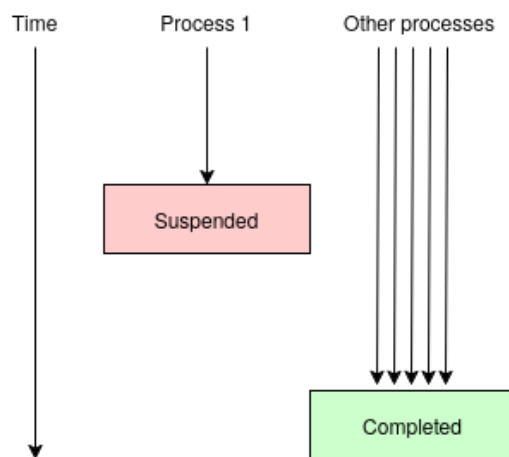 Time
Process 1
Other processes
Suspended
Completed